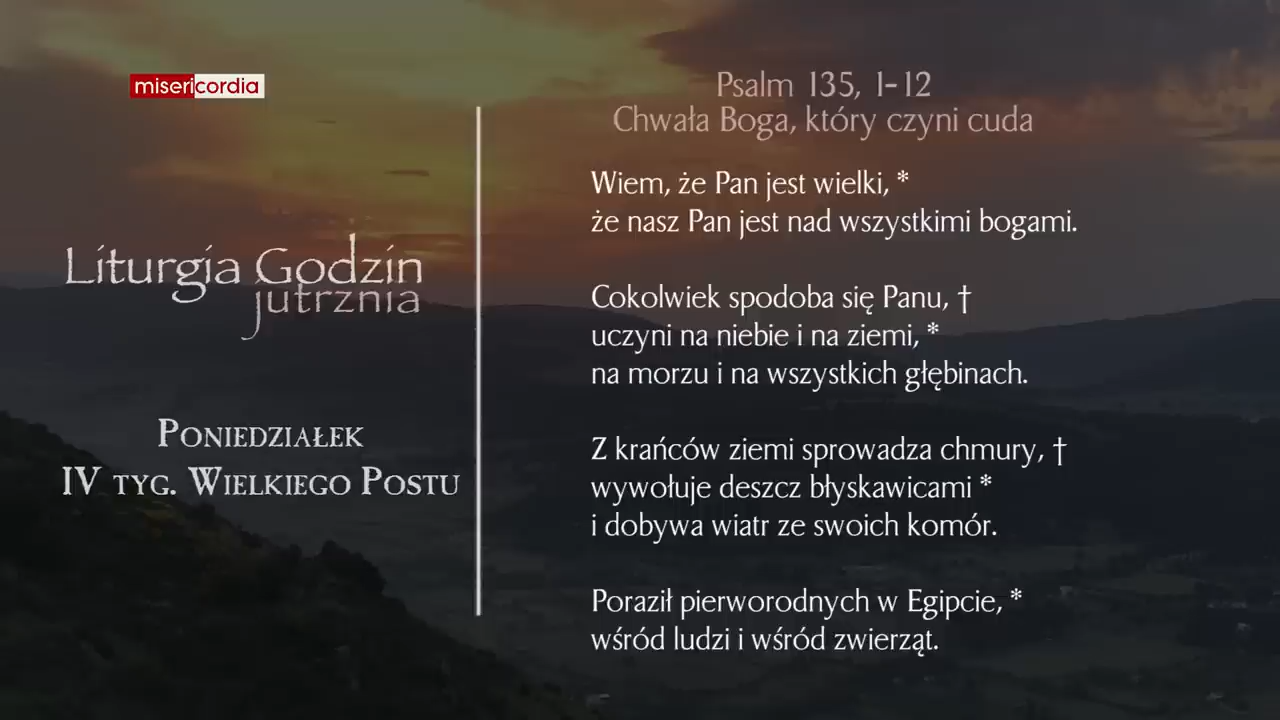 misericordia
Liturgia Godzin
jutrznia
Poniedziałek
IV tyg. Wielkiego Postu
Psalm 135, 1-12
Chwała Boga, który czyni cuda
Wiem, że Pan jest wielki, *
że nasz Pan jest nad wszystkimi bogami.
Cokolwiek spodoba się Panu, †
uczyni na niebie i na ziemi, *
na morzu i na wszystkich głębinach.
Z krańców ziemi sprowadza chmury, †
wywołuje deszcz błyskawicami *
i dobywa wiatr ze swoich komór.
Poraził pierworodnych w Egipcie, *
wśród ludzi i wśród zwierząt.